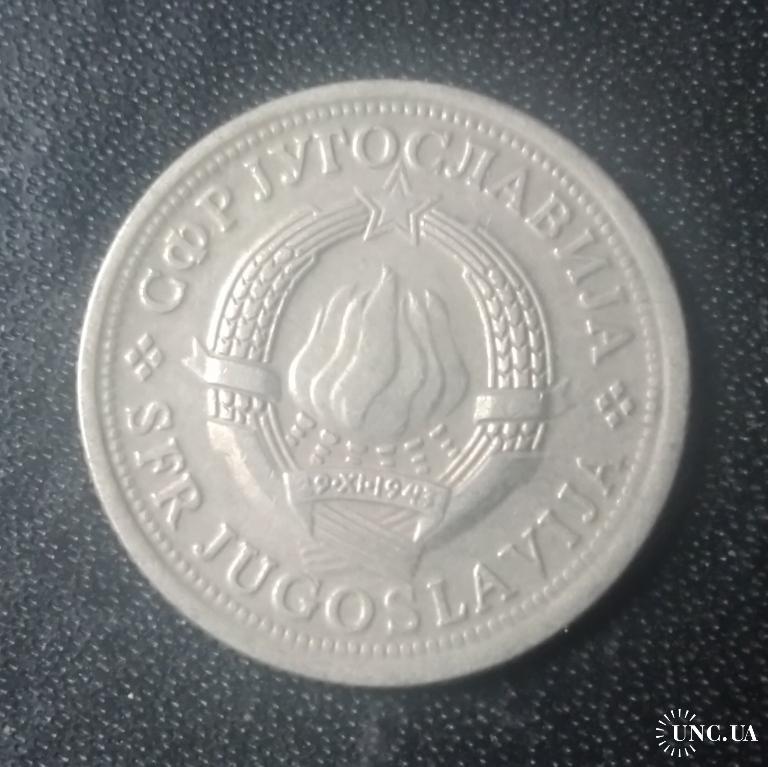 СФР ЈУГОСЛАВИЈА
29·XI·1943
SFR JUGOSLAVIJA
UNC.UA